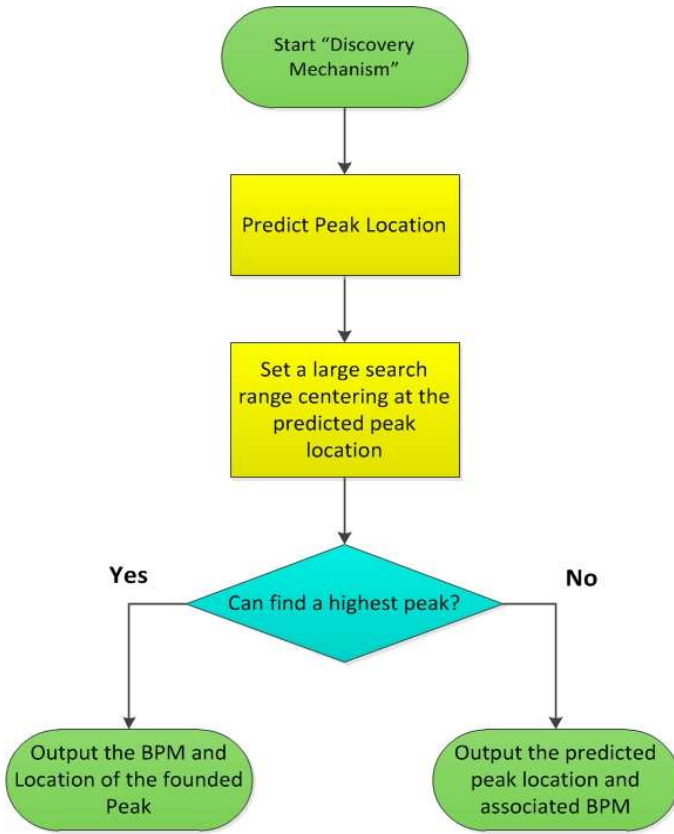 Start “Discovery
Mechanism”
Predict Peak Location
Set a large search
range centering at the
predicted peak
location
Can find a highest peak?
Yes
No
Output the BPM and
Location of the founded
Peak
Output the predicted
peak location and
associated BPM